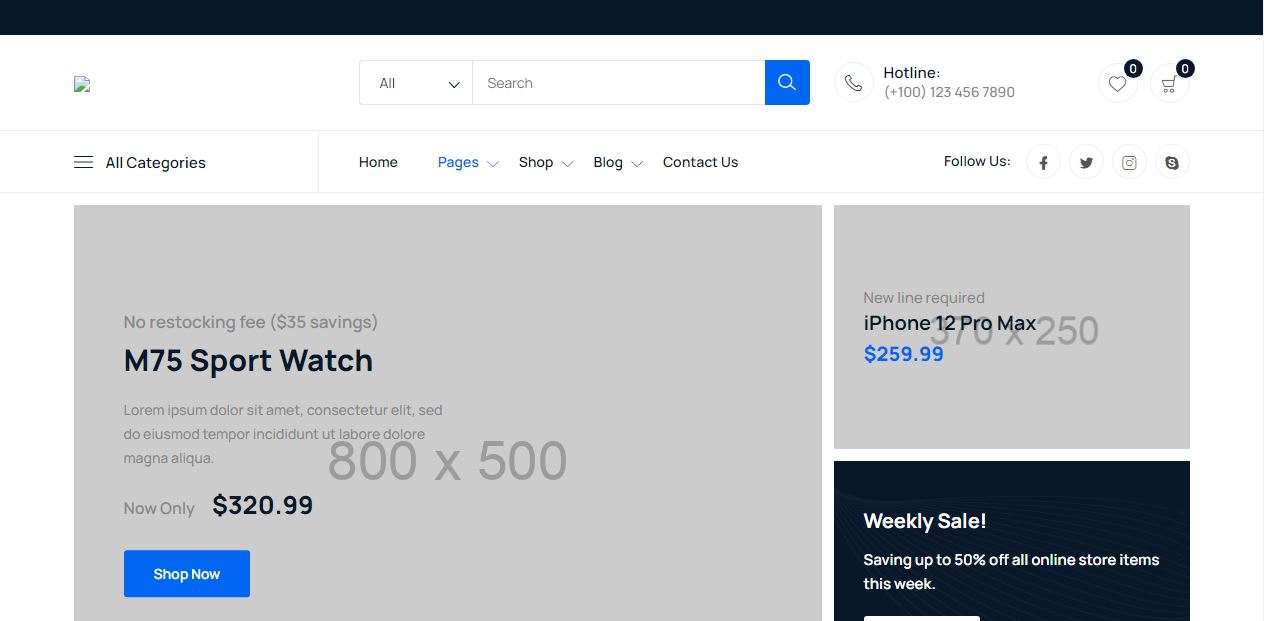 All
Search
Hotline:
(+100) 123 456 7890
0
0
All Categories
Home
Pages
Shop
Blog
Contact Us
Follow Us:
No restocking fee ($35 savings)
M75 Sport Watch
Lorem ipsum dolor sit amet, consectetur elit, sed
do eiusmod tempor incididunt ut labore dolore
magna aliqua.
800 x 500
Now Only $320.99
Shop Now
New line required
iPhone 12 Pro Max
370 x 250
$259.99
Weekly Sale!
Saving up to 50% off all online store items
this week.